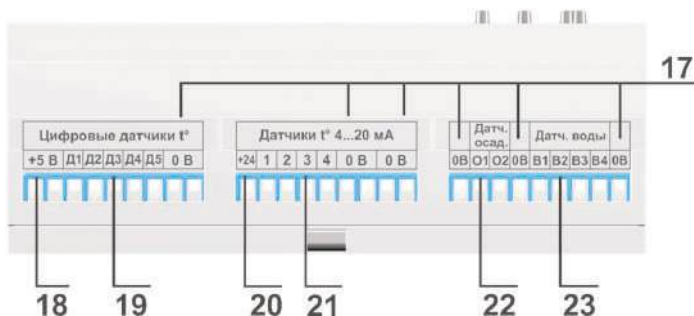 17
Цифровые датчики t°
+5 В Д1 Д2 Д3 Д4 Д5 0 В
Датчики t° 4...20 мА
+24 1 2 3 4 0 В 0 В
Датч. осад.
Датч. воды
0В О1 О2 0В В1 В2 В3 В4 0В
18 19 20 21 22 23